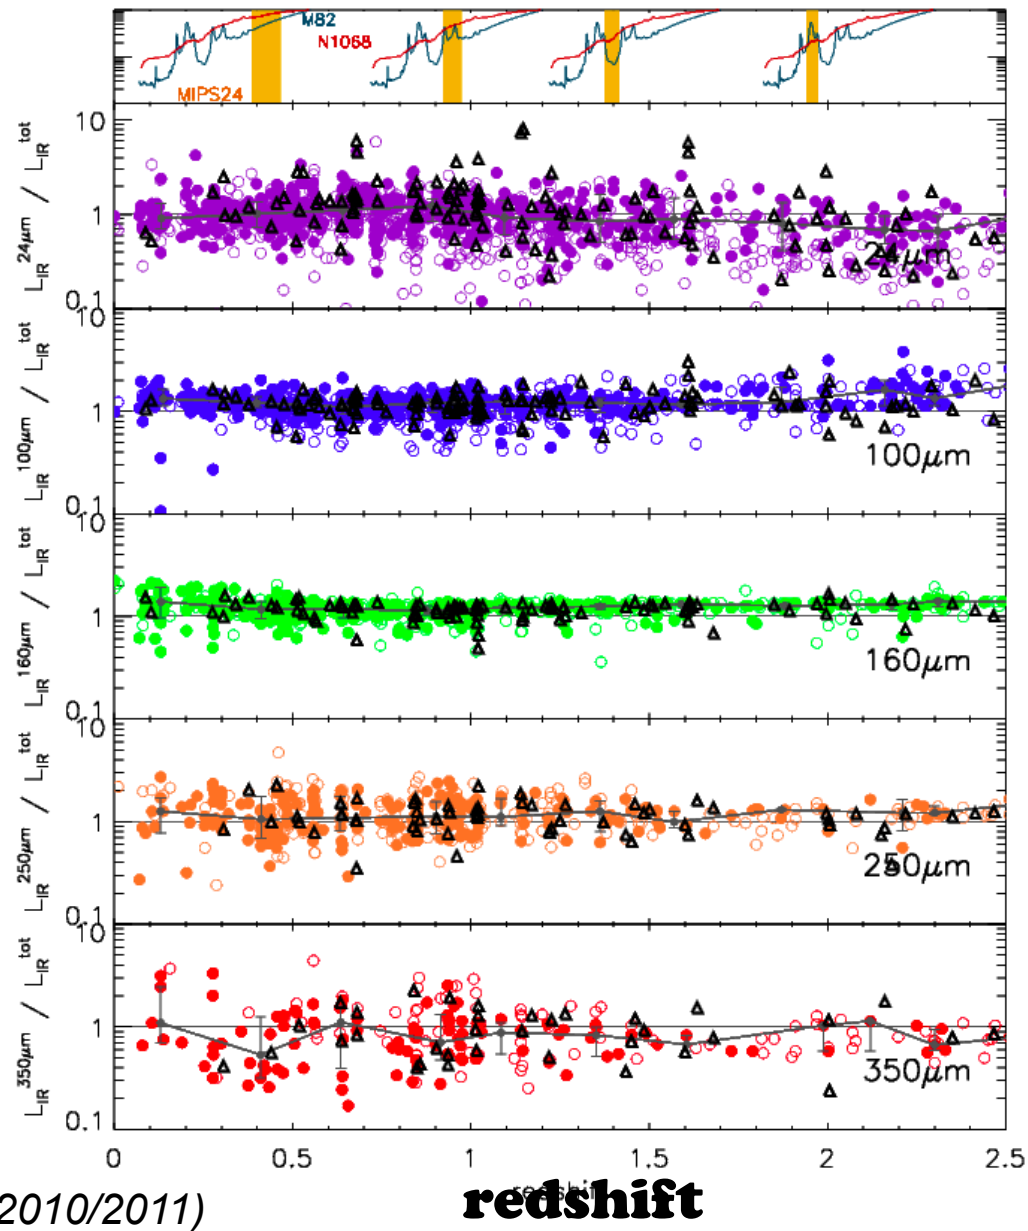 M82
N1068
MIPS24
10
1
0.1
L_IR^24μm / L_IR^tot
24μm
10
1
0.1
L_IR^100μm / L_IR^tot
100μm
10
1
0.1
L_IR^160μm / L_IR^tot
160μm
10
1
0.1
L_IR^250μm / L_IR^tot
250μm
10
1
0.1
L_IR^350μm / L_IR^tot
350μm
0 0.5 1 1.5 2 2.5
redshift
redshift
2010/2011)